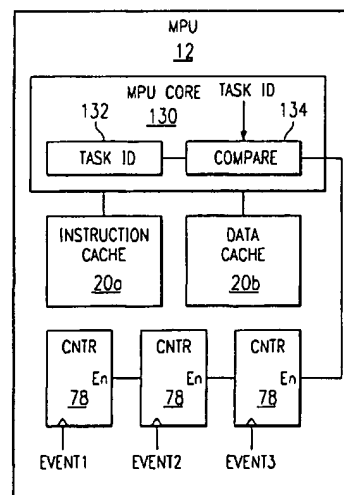 MPU
12
MPU CORE TASK ID
132 130 134
TASK ID COMPARE
INSTRUCTION CACHE 20a
DATA CACHE 20b
CNTR CNTR CNTR
En En En
78 78 78
EVENT1 EVENT2 EVENT3